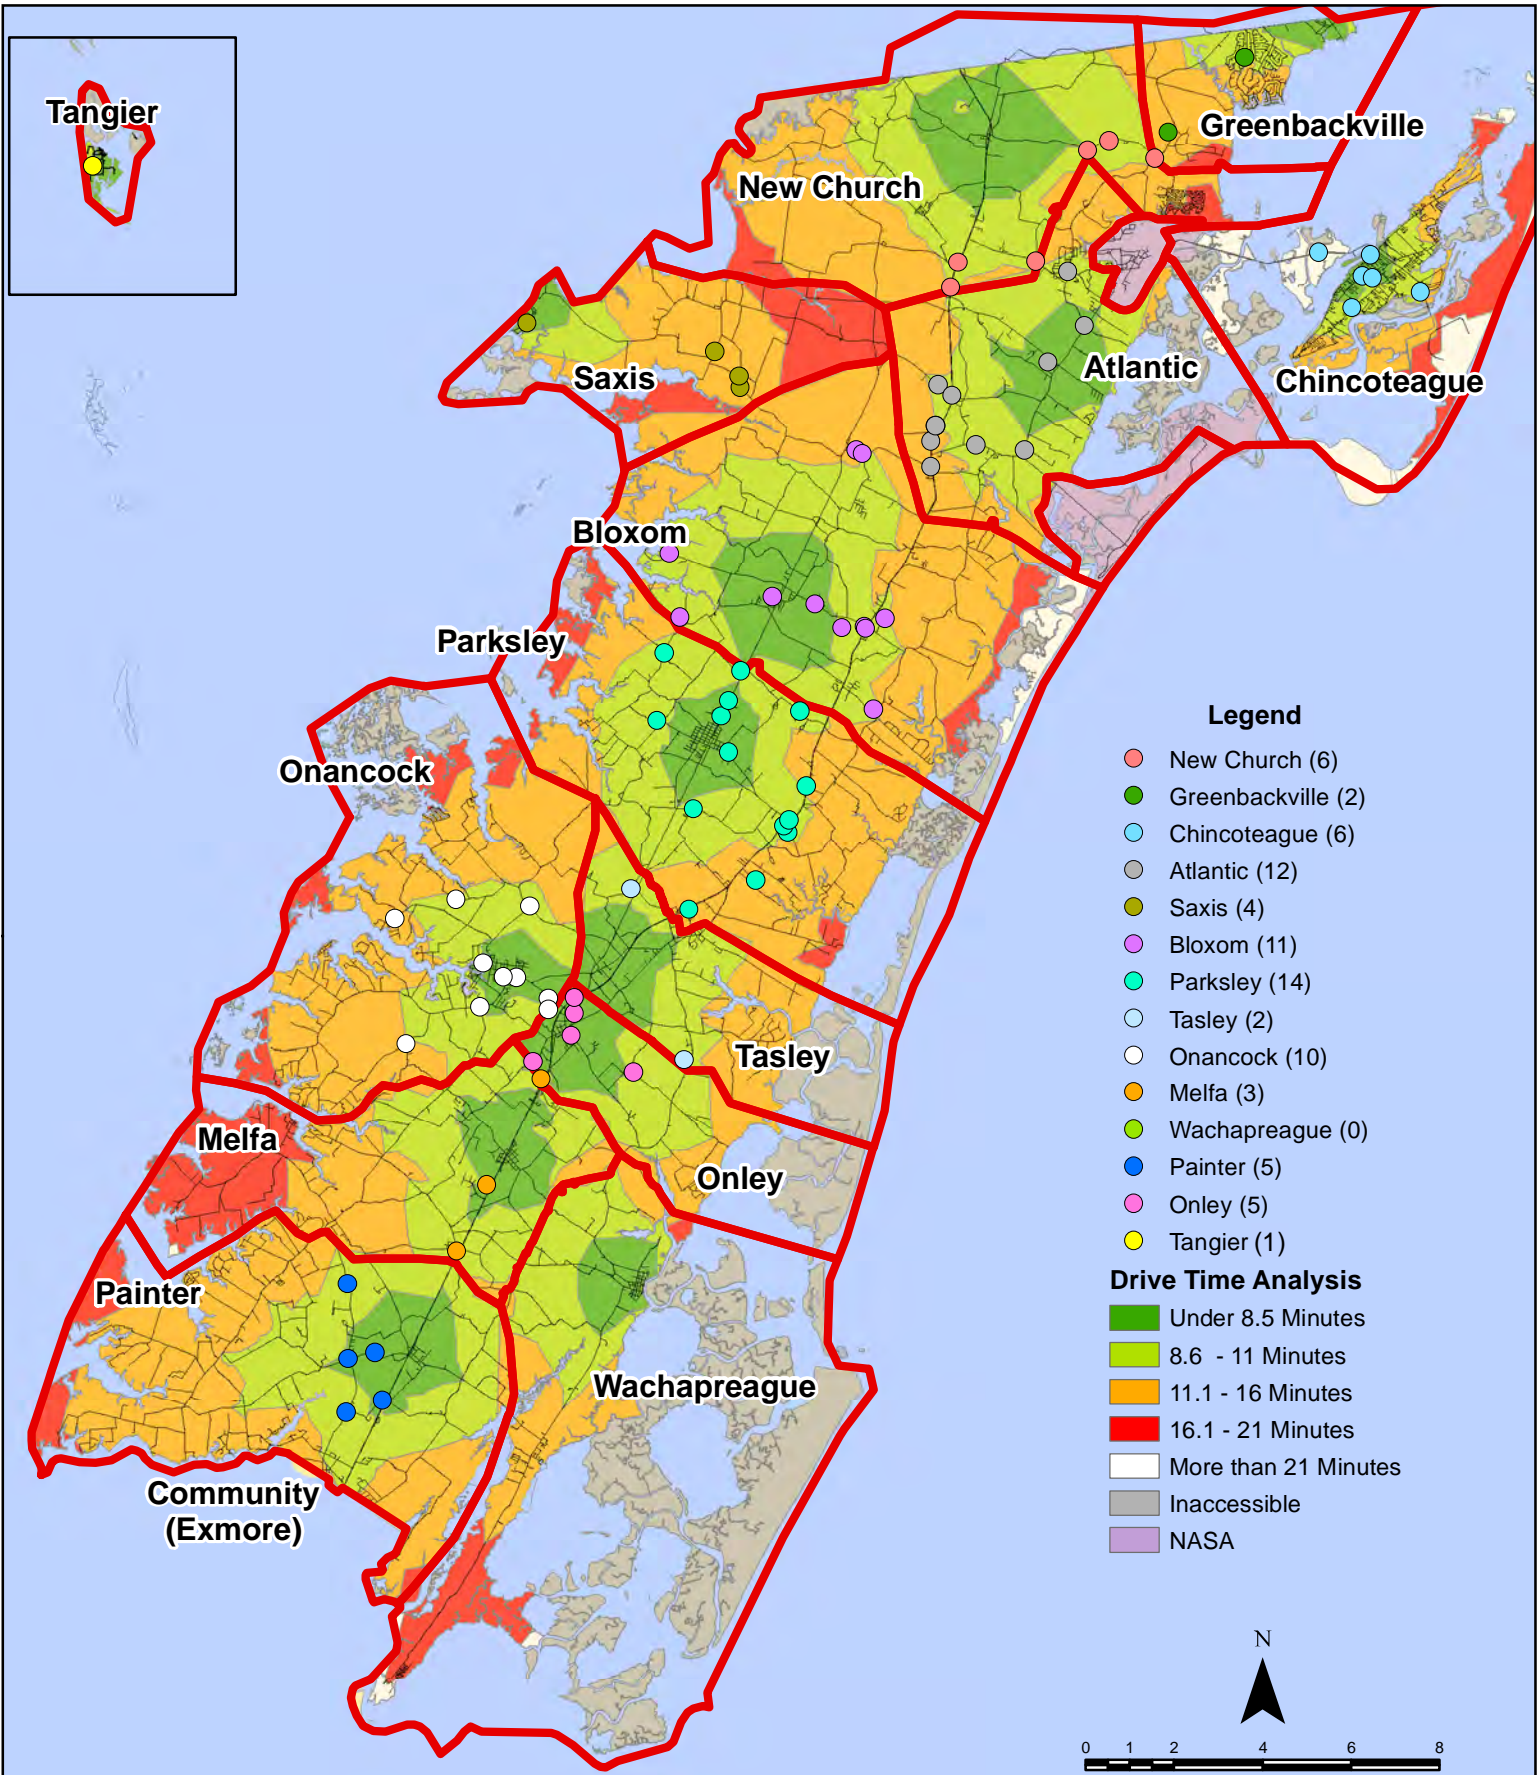 Tangier
Greenbackville
New Church
Atlantic
Saxis
Chincoteague
Bloxom
Parksley
Onancock
Tasley
Melfa
Onley
Painter
Wachapreague
Community
(Exmore)
Legend
New Church (6)
Greenbackville (2)
Chincoteague (6)
Atlantic (12)
Saxis (4)
Bloxom (11)
Parksley (14)
Tasley (2)
Onancock (10)
Melfa (3)
Wachapreague (0)
Painter (5)
Onley (5)
Tangier (1)
Drive Time Analysis
Under 8.5 Minutes
8.6 - 11 Minutes
11.1 - 16 Minutes
16.1 - 21 Minutes
More than 21 Minutes
Inaccessible
NASA
N
0 1 2 4 6 8